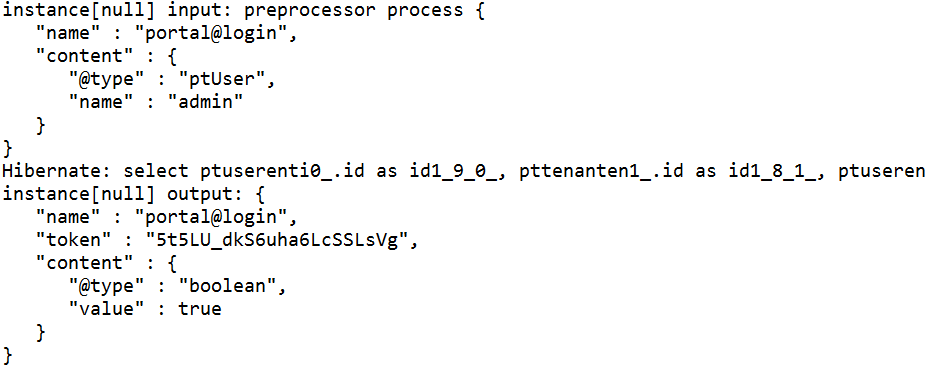 instance[null] input: preprocessor process {
   "name" : "portal@login",
   "content" : {
      "@type" : "ptUser",
      "name" : "admin"
   }
}
Hibernate: select ptuserenti0_.id as id1_9_0_, pttenanten1_.id as id1_8_1_, ptuseren
instance[null] output: {
   "name" : "portal@login",
   "token" : "5t5LU_dkS6uha6LcSSLsVg",
   "content" : {
      "@type" : "boolean",
      "value" : true
   }
}